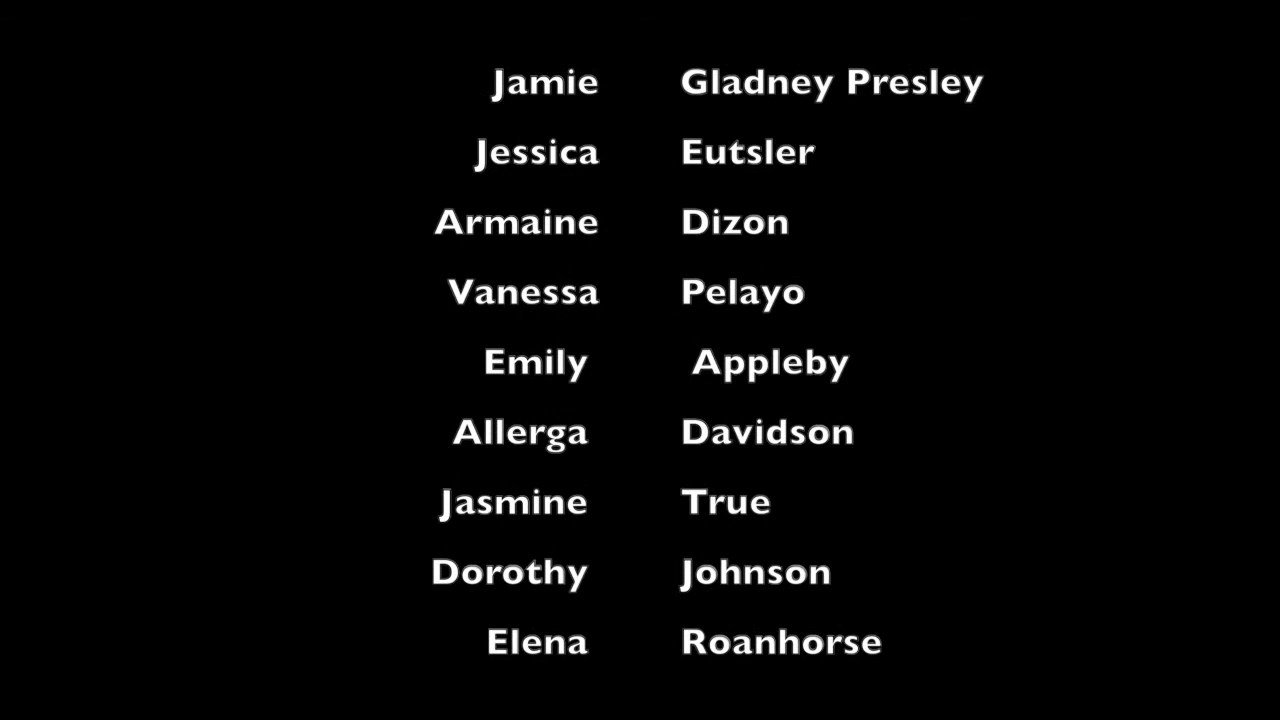 Jamie Gladney Presley
Jessica Eutsler
Armaine Dizon
Vanessa Pelayo
Emily Appleby
Allerga Davidson
Jasmine True
Dorothy Johnson
Elena Roanhorse